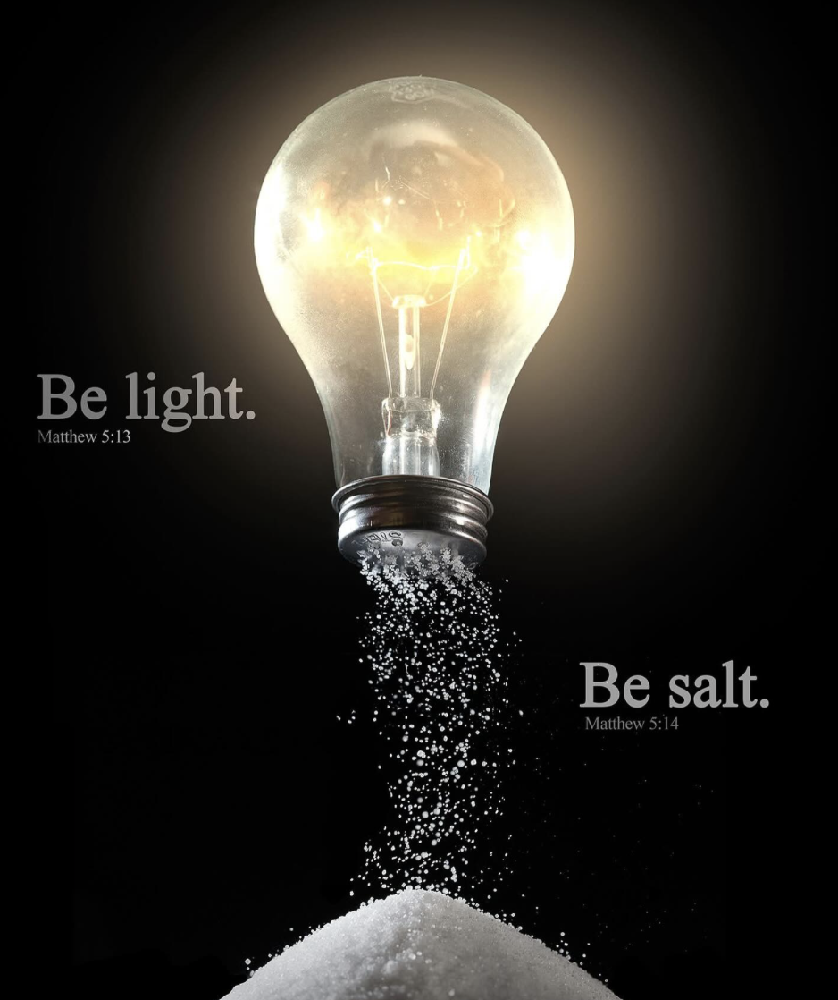 Be light.
Matthew 5:13
Be salt.
Matthew 5:14